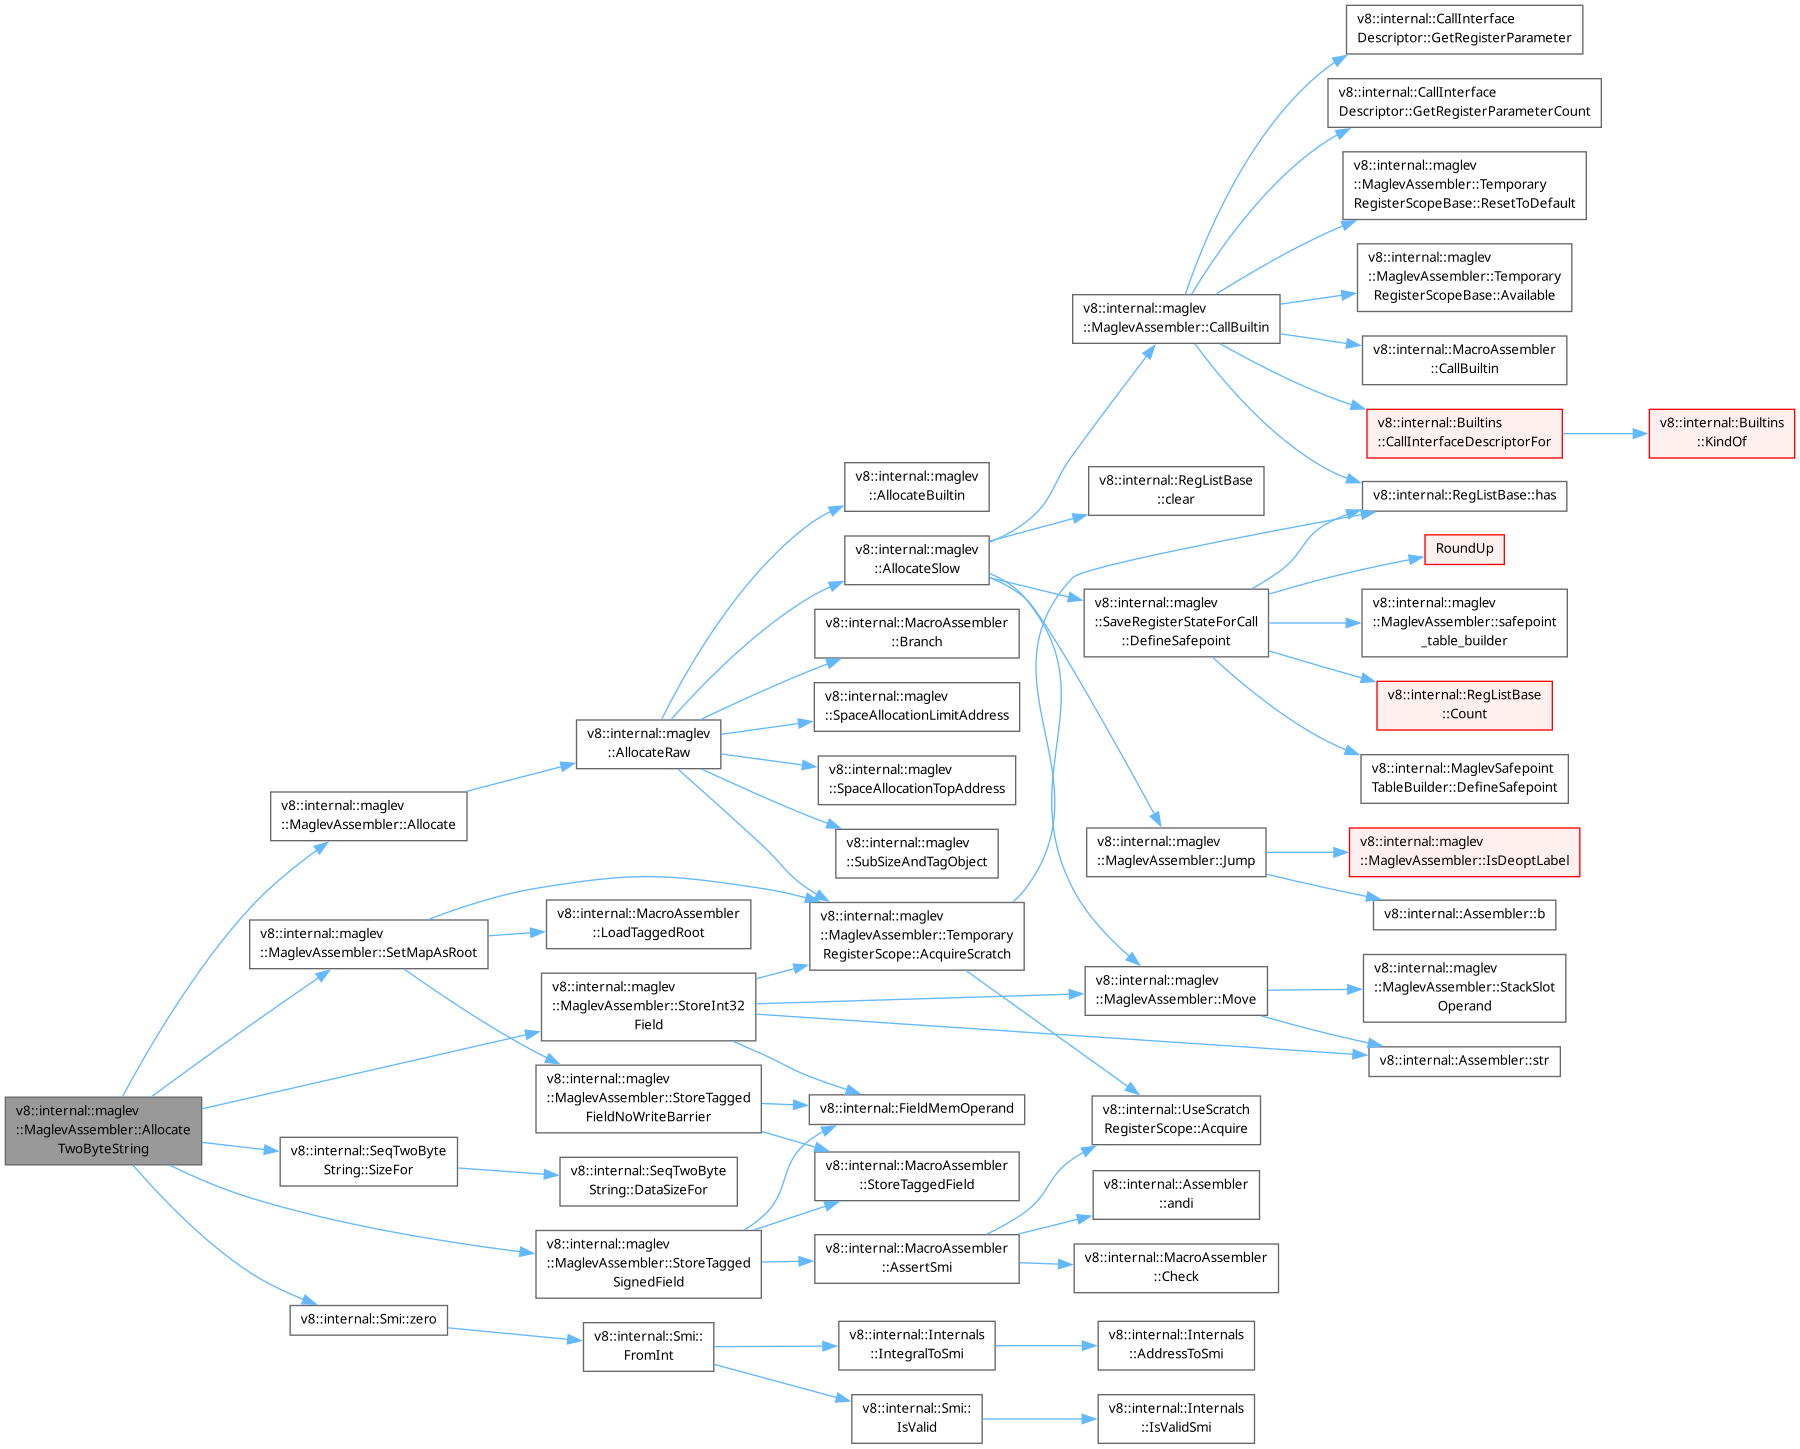 v8::internal::CallInterface
Descriptor::GetRegisterParameter
v8::internal::CallInterface
Descriptor::GetRegisterParameterCount
v8::internal::maglev
::MaglevAssembler::Temporary
RegisterScopeBase::ResetToDefault
v8::internal::maglev
::MaglevAssembler::Temporary
RegisterScopeBase::Available
v8::internal::maglev
::MaglevAssembler::CallBuiltin
v8::internal::MacroAssembler
::CallBuiltin
v8::internal::Builtins
::CallInterfaceDescriptorFor
v8::internal::Builtins
::KindOf
v8::internal::maglev
::AllocateBuiltin
v8::internal::RegListBase
::clear
v8::internal::RegListBase::has
v8::internal::maglev
::AllocateSlow
RoundUp
v8::internal::maglev
::SaveRegisterStateForCall
::DefineSafepoint
v8::internal::maglev
::MaglevAssembler::safepoint
_table_builder
v8::internal::MacroAssembler
::Branch
v8::internal::maglev
::SpaceAllocationLimitAddress
v8::internal::RegListBase
::Count
v8::internal::maglev
::AllocateRaw
v8::internal::maglev
::SpaceAllocationTopAddress
v8::internal::MaglevSafepoint
TableBuilder::DefineSafepoint
v8::internal::maglev
::MaglevAssembler::Allocate
v8::internal::maglev
::SubSizeAndTagObject
v8::internal::maglev
::MaglevAssembler::Jump
v8::internal::maglev
::MaglevAssembler::IsDeoptLabel
v8::internal::Assembler::b
v8::internal::maglev
::MaglevAssembler::SetMapAsRoot
v8::internal::MacroAssembler
::LoadTaggedRoot
v8::internal::maglev
::MaglevAssembler::Temporary
RegisterScope::AcquireScratch
v8::internal::maglev
::MaglevAssembler::StoreInt32
Field
v8::internal::maglev
::MaglevAssembler::Move
v8::internal::maglev
::MaglevAssembler::StackSlot
Operand
v8::internal::Assembler::str
v8::internal::maglev
::MaglevAssembler::StoreTagged
FieldNoWriteBarrier
v8::internal::FieldMemOperand
v8::internal::UseScratch
RegisterScope::Acquire
v8::internal::maglev
::MaglevAssembler::Allocate
TwoByteString
v8::internal::SeqTwoByte
String::SizeFor
v8::internal::SeqTwoByte
String::DataSizeFor
v8::internal::MacroAssembler
::StoreTaggedField
v8::internal::Assembler
::andi
v8::internal::maglev
::MaglevAssembler::StoreTagged
SignedField
v8::internal::MacroAssembler
::AssertSmi
v8::internal::MacroAssembler
::Check
v8::internal::Smi::zero
v8::internal::Smi::
FromInt
v8::internal::Internals
::IntegralToSmi
v8::internal::Internals
::AddressToSmi
v8::internal::Smi::
IsValid
v8::internal::Internals
::IsValidSmi